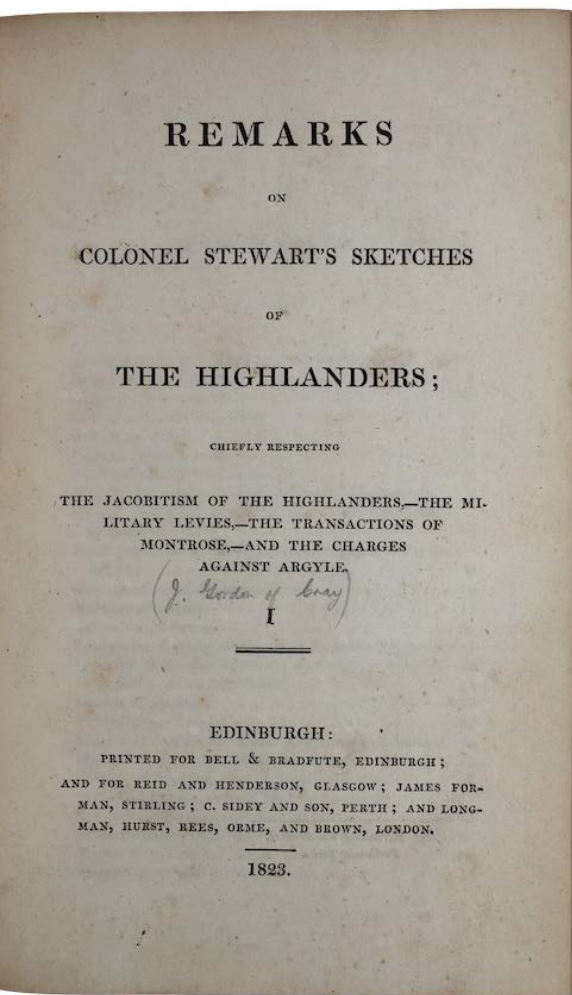 REMARKS
ON
COLONEL STEWART'S SKETCHES
OF
THE HIGHLANDERS;
CHIEFLY RESPECTING
THE JACOBITISM OF THE HIGHLANDERS,—THE MI-
LITARY LEVIES,—THE TRANSACTIONS OF
MONTROSE,—AND THE CHARGES
AGAINST ARGYLE.
(J. Gordon of Cray)
I
EDINBURGH:
PRINTED FOR BELL & BRADFUTE, EDINBURGH;
AND FOR REID AND HENDERSON, GLASGOW; JAMES FOR-
MAN, STIRLING; C. SIDEY AND SON, PERTH; AND LONG-
MAN, HURST, REES, ORME, AND BROWN, LONDON.
1823.